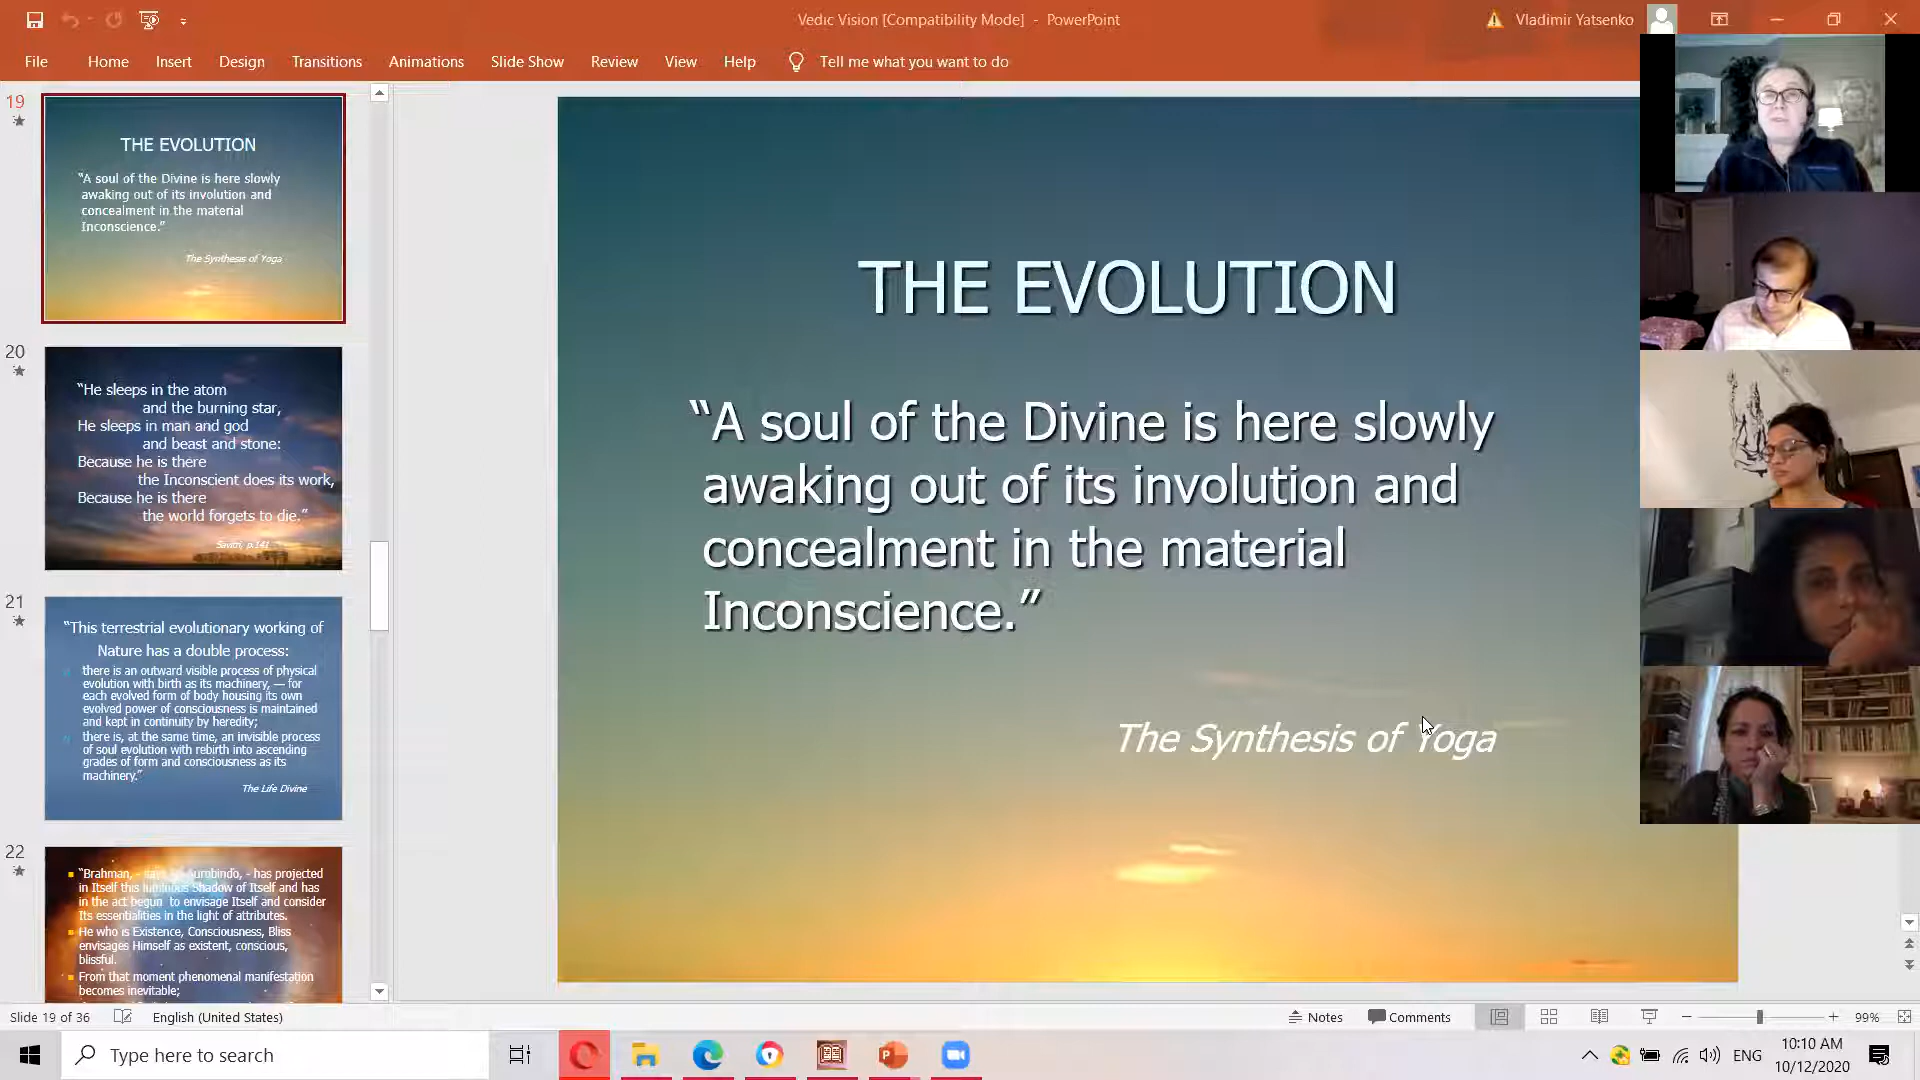 Vedic Vision [Compatibility Mode] - PowerPoint
Vladimir Yatsenko
File
Home
Insert
Design
Transitions
Animations
Slide Show
Review
View
Help
Tell me what you want to do
19
THE EVOLUTION
“A soul of the Divine is here slowly
awaking out of its involution and
concealment in the material
Inconscience.”
The Synthesis of Yoga
20
“He sleeps in the atom
and the burning star,
He sleeps in man and god
and beast and stone:
Because he is there
the Inconscient does its work,
Because he is there
the world forgets to die.”
Savitri, p.141
21
“This terrestrial evolutionary working of
Nature has a double process:
there is an outward visible process of physical
evolution with birth as its machinery, — for
each evolved form of body housing its own
evolved power of consciousness is maintained
and kept in continuity by heredity;
there is, at the same time, an invisible process
of soul evolution with rebirth into ascending
grades of form and consciousness as its
machinery.”
The Life Divine
22
“Brahman, - - has projected
in Itself this luminous Shadow of Itself and has
in the act begun to envisage Itself and consider
Its essentialities in the light of attributes.
He who is Existence, Consciousness, Bliss
envisages Himself as existent, conscious,
blissful.
From that moment phenomenal manifestation
becomes inevitable;
THE EVOLUTION
“A soul of the Divine is here slowly
awaking out of its involution and
concealment in the material
Inconscience.”
The Synthesis of Yoga
Slide 19 of 36
English (United States)
Notes
Comments
99%
Type here to search
ENG
10:10 AM
10/12/2020